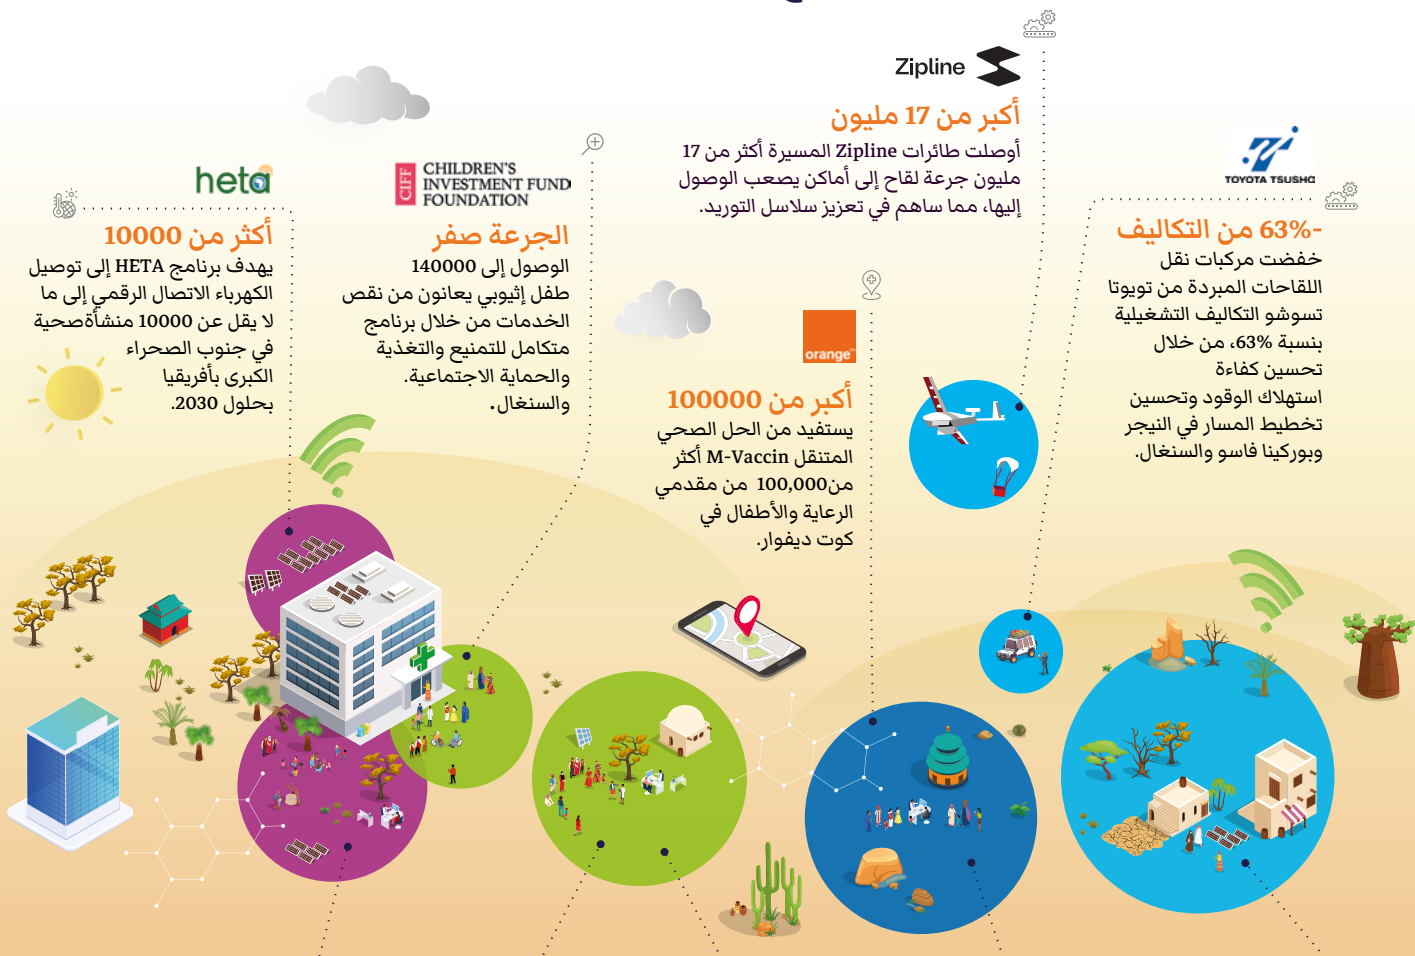 Zipline
أكبر من 17 مليون
أوصلت طائرات Zipline المسيرة أكثر من 17
مليون جرعة لقاح إلى أماكن يصعب الوصول
إليها، مما ساهم في تعزيز سلاسل التوريد.
TOYOTA TSUSHO
-63% من التكاليف
خفضت مركبات نقل
اللقاحات المبردة من تويوتا
تسوشو التكاليف التشغيلية
بنسبة 63%، من خلال
تحسين كفاءة
استهلاك الوقود وتحسين
تخطيط المسار في النيجر
وبوركينا فاسو والسنغال.
orange
أكبر من 100000
يستفيد من الحل الصحي
المتنقل M-Vaccin أكثر
من100,000 من مقدمي
الرعاية والأطفال في
كوت ديفوار.
CIFF
CHILDREN'S
INVESTMENT FUND
FOUNDATION
الجرعة صفر
الوصول إلى 140000
طفل إثيوبي يعانون من نقص
الخدمات من خلال برنامج
متكامل للتمنيع والتغذية
والحماية الاجتماعية.
والسنغال.
heta
أكثر من 10000
يهدف برنامج HETA إلى توصيل
الكهرباء الاتصال الرقمي إلى ما
لا يقل عن 10000 منشأةصحية
في جنوب الصحراء
الكبرى بأفريقيا
بحلول 2030.